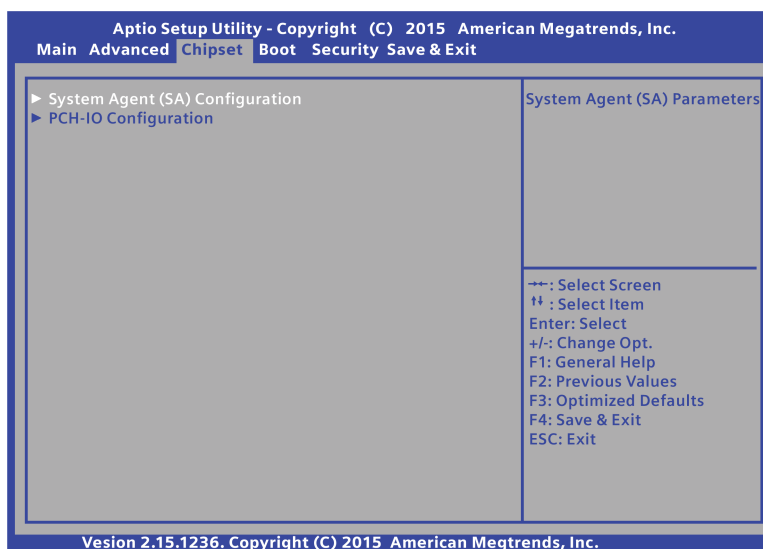 Aptio Setup Utility - Copyright (C) 2015 American Megatrends, Inc.
Main Advanced Chipset Boot Security Save & Exit
► System Agent (SA) Configuration
► PCH-IO Configuration
System Agent (SA) Parameters
→←: Select Screen
↑↓ : Select Item
Enter: Select
+/-: Change Opt.
F1: General Help
F2: Previous Values
F3: Optimized Defaults
F4: Save & Exit
ESC: Exit
Vesion 2.15.1236. Copyright (C) 2015 American Megtrends, Inc.